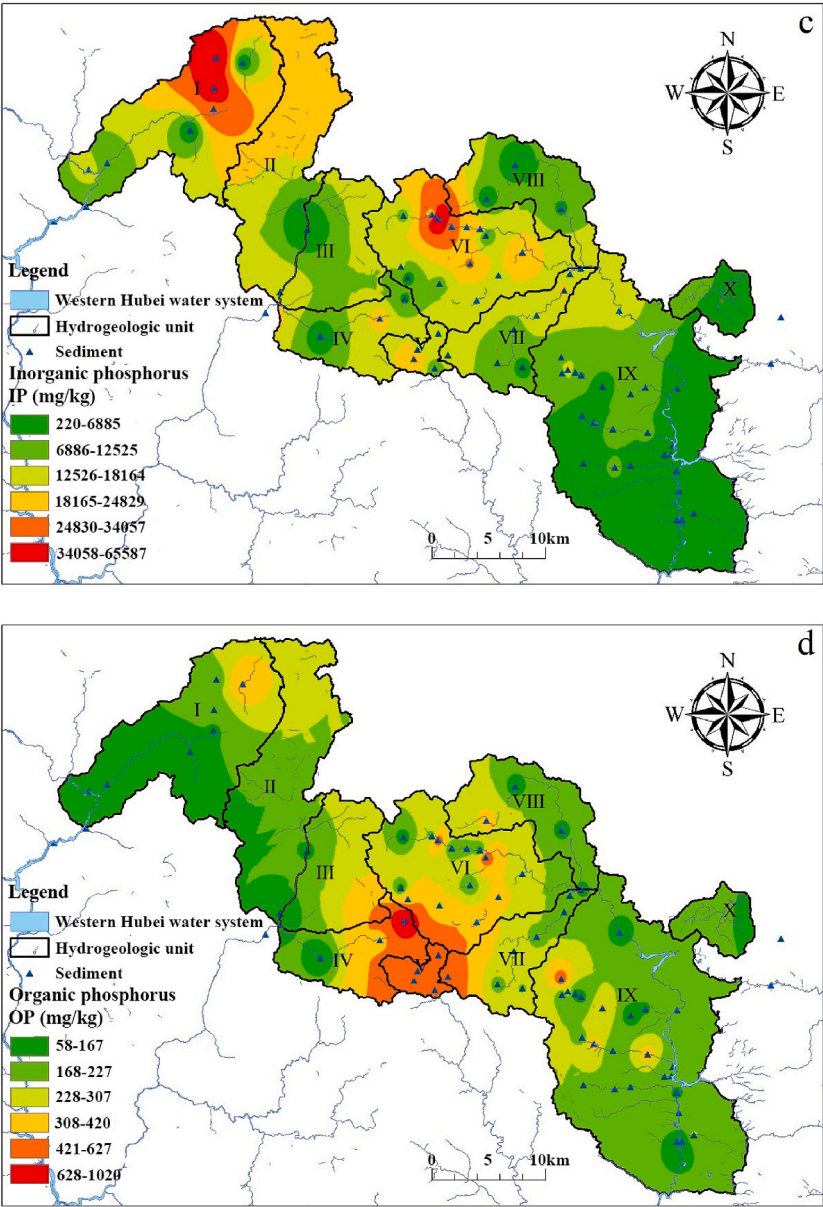 c
N
W
E
S
I
II
III
IV
V
VI
VII
VIII
IX
X
Legend
Western Hubei water system
Hydrogeologic unit
Sediment
Inorganic phosphorus
IP (mg/kg)
220-6885
6886-12525
12526-18164
18165-24829
24830-34057
34058-65587
0 5 10km
d
N
W
E
S
I
II
III
IV
V
VI
VII
VIII
IX
X
Legend
Western Hubei water system
Hydrogeologic unit
Sediment
Organic phosphorus
OP (mg/kg)
58-167
168-227
228-307
308-420
421-627
628-1020
0 5 10km